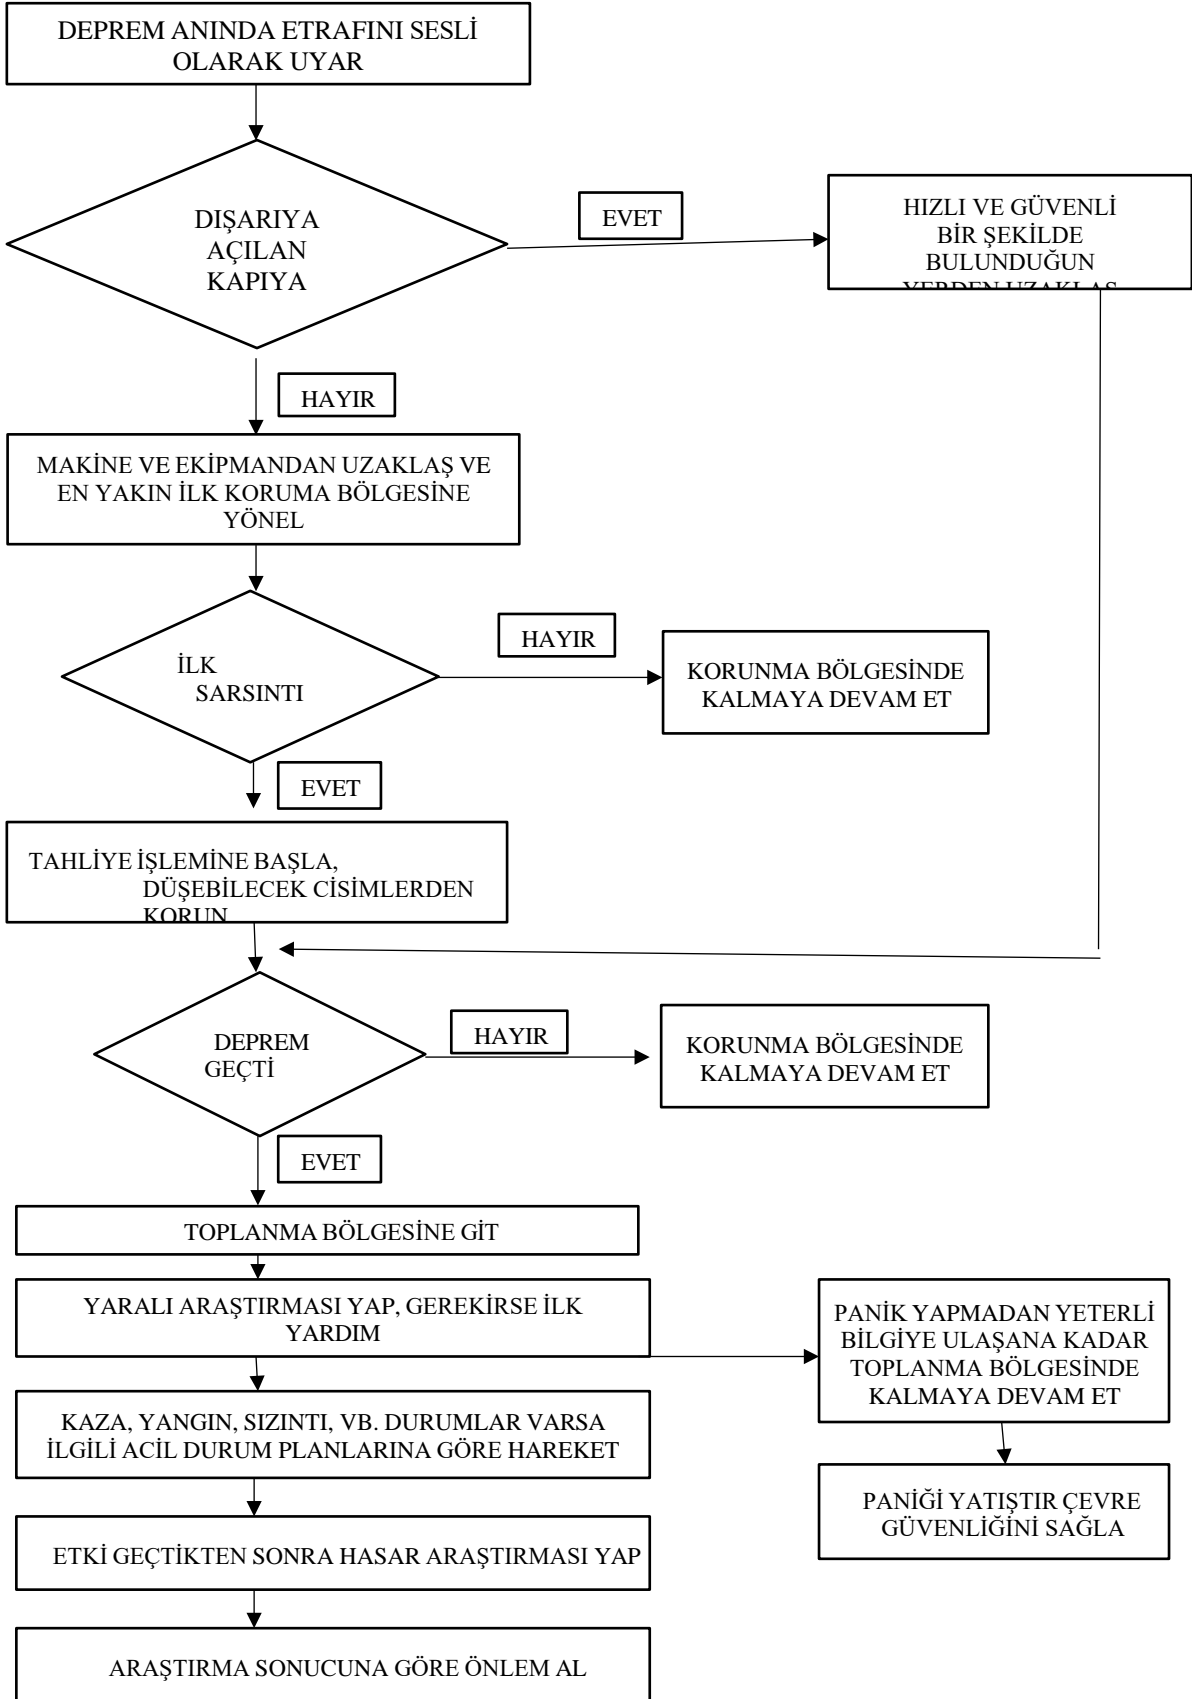 DEPREM ANINDA ETRAFINI SESLİ
OLARAK UYAR
DIŞARIYA
AÇILAN
KAPIYA
EVET
HIZLI VE GÜVENLİ
BİR ŞEKİLDE
BULUNDUĞUN
YERDEN UZAKLAŞ
HAYIR
MAKİNE VE EKİPMANDAN UZAKLAŞ VE
EN YAKIN İLK KORUMA BÖLGESİNE
YÖNEL
İLK
SARSINTI
HAYIR
KORUNMA BÖLGESİNDE
KALMAYA DEVAM ET
EVET
TAHLİYE İŞLEMİNE BAŞLA,
DÜŞEBİLECEK CİSİMLERDEN
KORUN
DEPREM
GEÇTİ
HAYIR
KORUNMA BÖLGESİNDE
KALMAYA DEVAM ET
EVET
TOPLANMA BÖLGESİNE GİT
YARALI ARAŞTIRMASI YAP, GEREKİRSE İLK
YARDIM
PANİK YAPMADAN YETERLİ
BİLGİYE ULAŞANA KADAR
TOPLANMA BÖLGESİNDE
KALMAYA DEVAM ET
KAZA, YANGIN, SIZINTI, VB. DURUMLAR VARSA
İLGİLİ ACİL DURUM PLANLARINA GÖRE HAREKET
PANİĞİ YATIŞTIR ÇEVRE
GÜVENLİĞİNİ SAĞLA
ETKİ GEÇTİKTEN SONRA HASAR ARAŞTIRMASI YAP
ARAŞTIRMA SONUCUNA GÖRE ÖNLEM AL